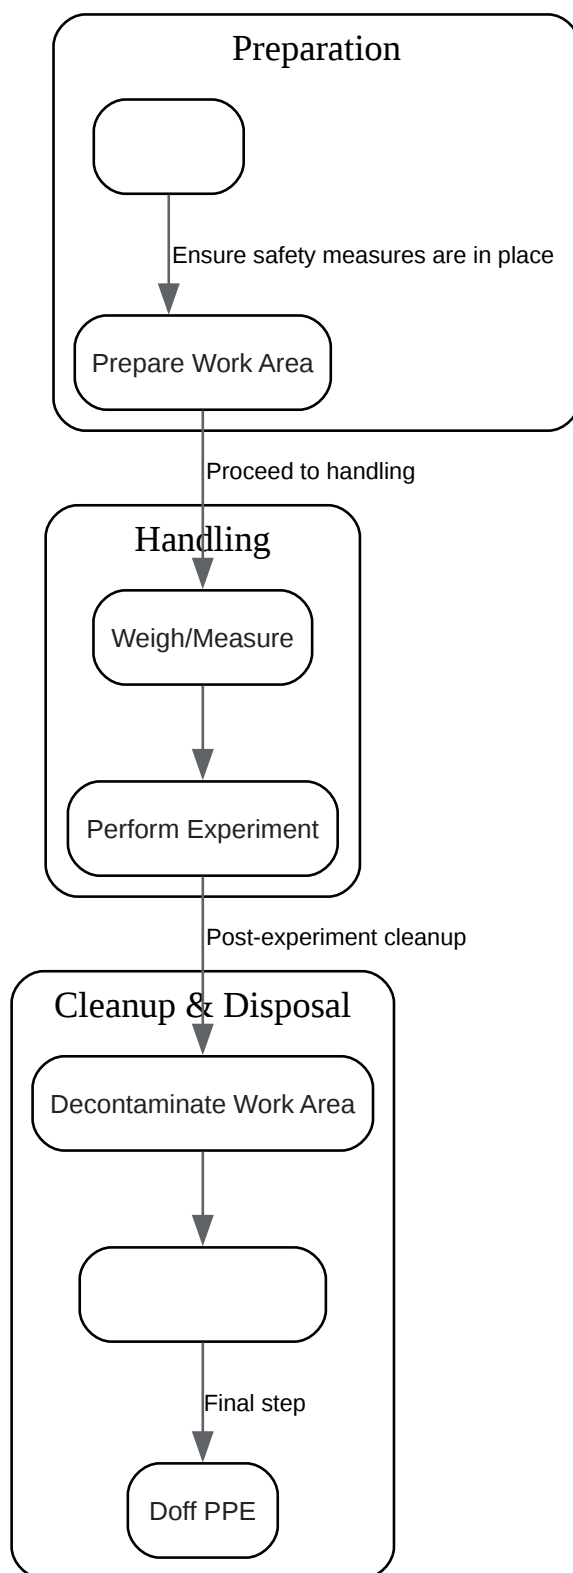 Preparation
Ensure safety measures are in place
Prepare Work Area
Proceed to handling
Handling
Weigh/Measure
Perform Experiment
Post-experiment cleanup
Cleanup & Disposal
Decontaminate Work Area
Final step
Doff PPE